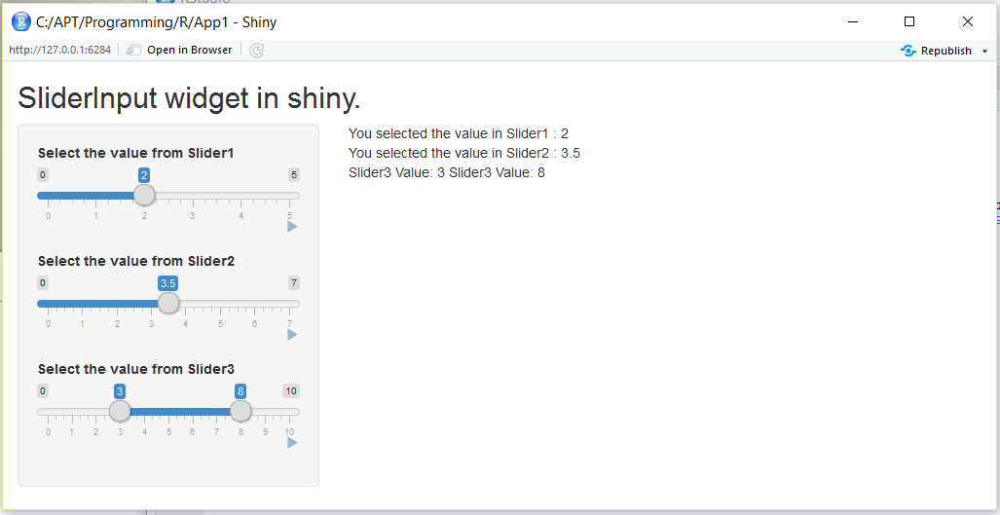 RStudio
C:/APT/Programming/R/App1 - Shiny
http://127.0.0.1:6284 Open in Browser Republish
SliderInput widget in shiny.
Select the value from Slider1
0 2 5
0 1 2 3 4 5
Select the value from Slider2
0 3.5 7
0 1 2 3 4 5 6 7
Select the value from Slider3
0 3 8 10
0 1 2 3 4 5 6 7 8 9 10
You selected the value in Slider1 : 2
You selected the value in Slider2 : 3.5
Slider3 Value: 3 Slider3 Value: 8